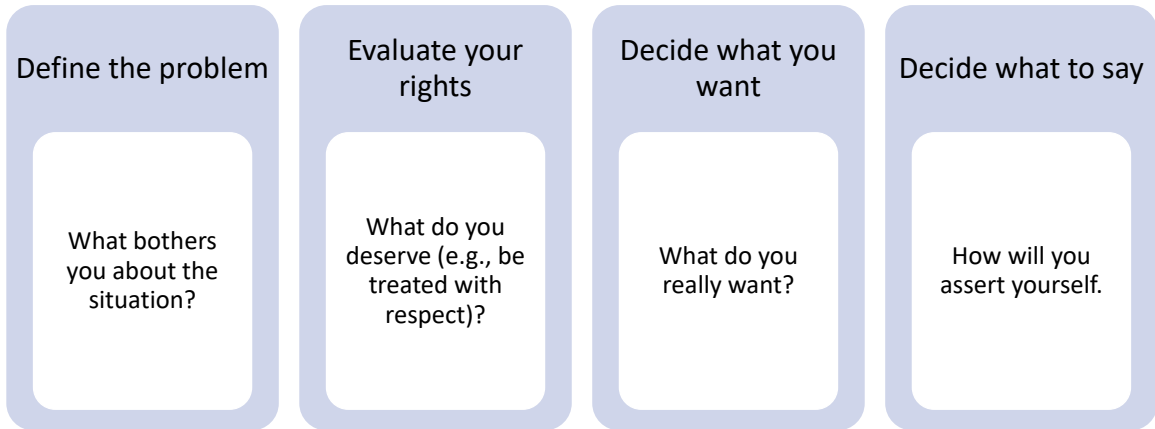 Define the problem
What bothers
you about the
situation?
Evaluate your
rights
What do you
deserve (e.g., be
treated with
respect)?
Decide what you
want
What do you
really want?
Decide what to say
How will you
assert yourself.